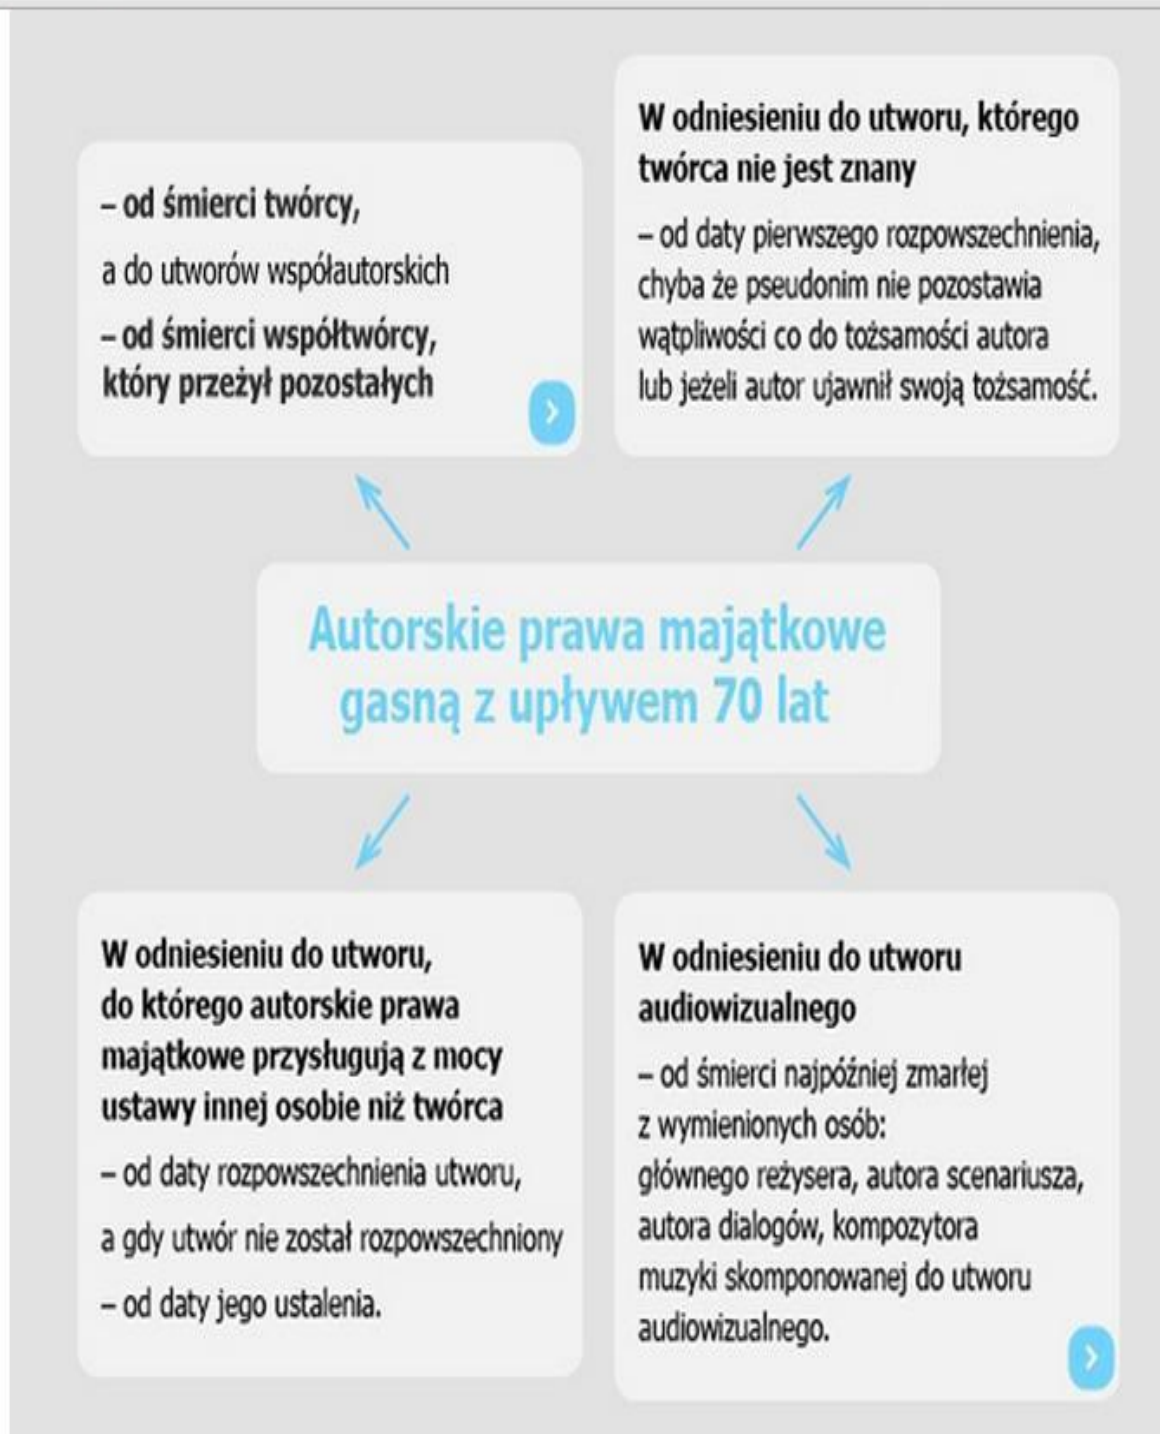 – od śmierci twórcy,
a do utworów współautorskich
– od śmierci współtwórcy,
który przeżył pozostałych
W odniesieniu do utworu, którego
twórca nie jest znany
– od daty pierwszego rozpowszechnienia,
chyba że pseudonim nie pozostawia
wątpliwości co do tożsamości autora
lub jeżeli autor ujawnił swoją tożsamość.
Autorskie prawa majątkowe
gasną z upływem 70 lat
W odniesieniu do utworu,
do którego autorskie prawa
majątkowe przysługują z mocy
ustawy innej osobie niż twórca
– od daty rozpowszechnienia utworu,
a gdy utwór nie został rozpowszechniony
– od daty jego ustalenia.
W odniesieniu do utworu
audiowizualnego
– od śmierci najpóźniej zmarłej
z wymienionych osób:
głównego reżysera, autora scenariusza,
autora dialogów, kompozytora
muzyki skomponowanej do utworu
audiowizualnego.